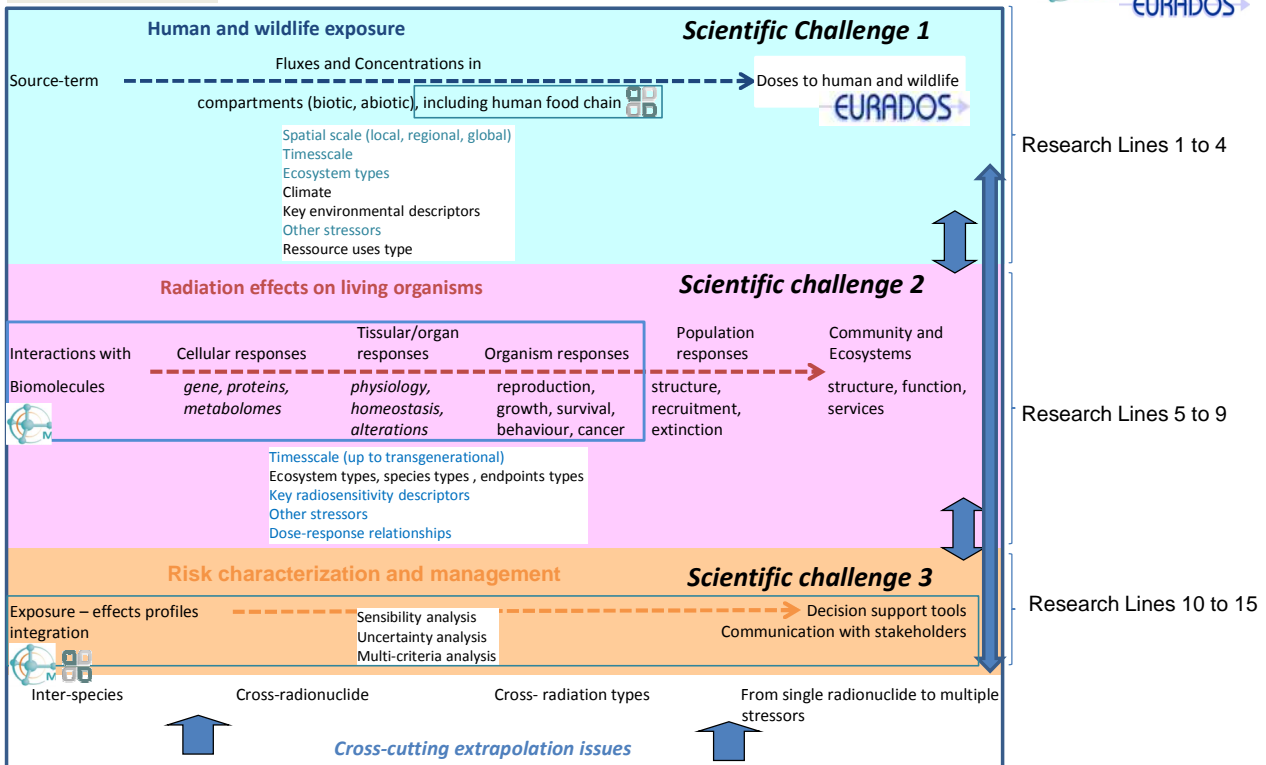 EURADOS
Human and wildlife exposure
Scientific Challenge 1
Source-term
Fluxes and Concentrations in
compartments (biotic, abiotic), including human food chain
Doses to human and wildlife
EURADOS
Spatial scale (local, regional, global)
Timesscale
Ecosystem types
Climate
Key environmental descriptors
Other stressors
Ressource uses type
Research Lines 1 to 4
Radiation effects on living organisms
Scientific challenge 2
Interactions with
Biomolecules
M
Cellular responses
gene, proteins,
metabolomes
Tissular/organ
responses
physiology,
homeostasis,
alterations
Organism responses
reproduction,
growth, survival,
behaviour, cancer
Population
responses
structure,
recruitment,
extinction
Community and
Ecosystems
structure, function,
services
Timesscale (up to transgenerational)
Ecosystem types, species types , endpoints types
Key radiosensitivity descriptors
Other stressors
Dose-response relationships
Research Lines 5 to 9
Risk characterization and management
Scientific challenge 3
Exposure – effects profiles
integration
M
Sensibility analysis
Uncertainty analysis
Multi-criteria analysis
Decision support tools
Communication with stakeholders
Research Lines 10 to 15
Inter-species
Cross-radionuclide
Cross- radiation types
From single radionuclide to multiple
stressors
Cross-cutting extrapolation issues